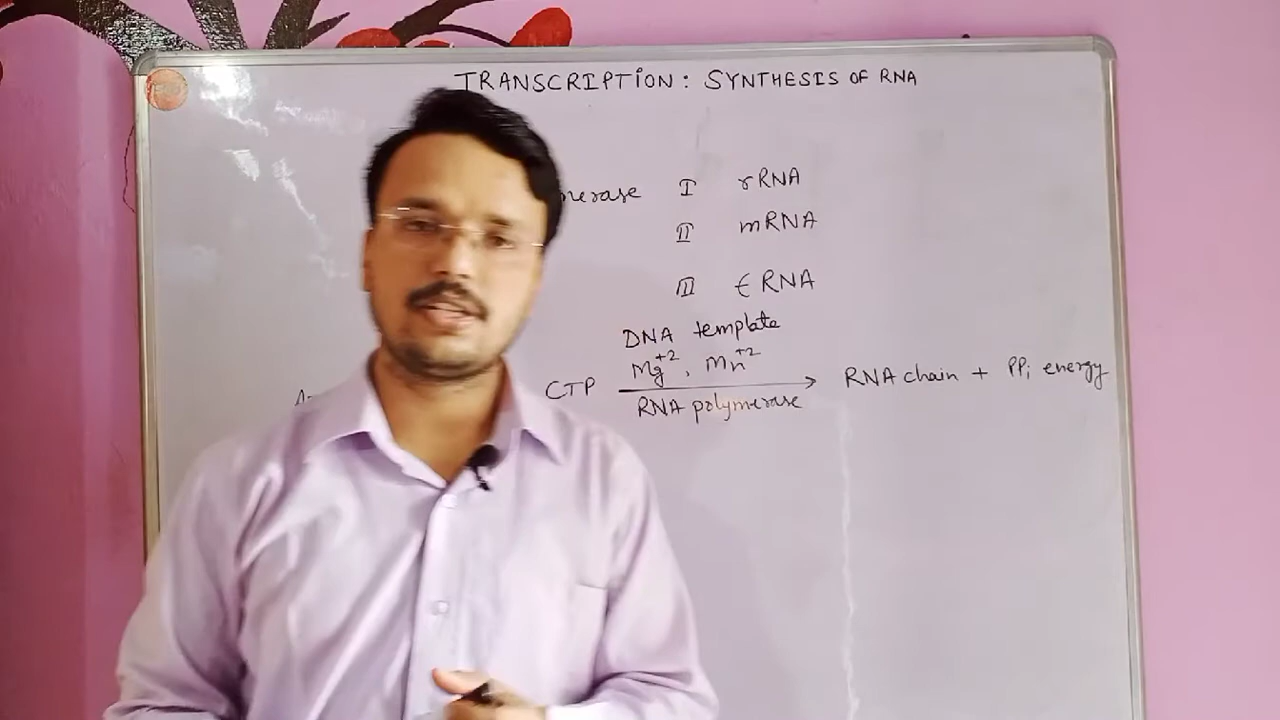 TRANSCRIPTION: SYNTHESIS OF RNA
merase I rRNA
II mRNA
III tRNA
DNA template
Mg+2, Mn+2
CTP RNA chain + PPi energy
RNA polymerase